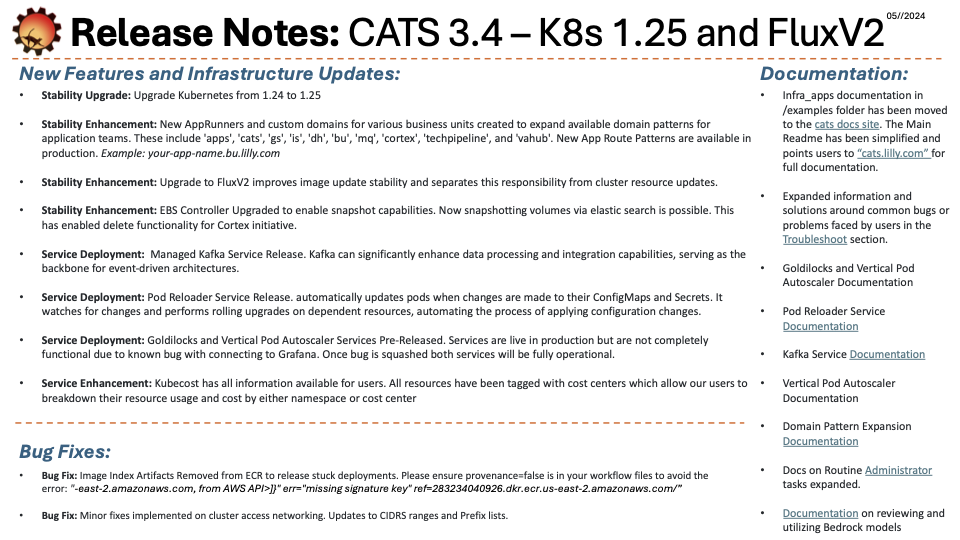 Release Notes: CATS 3.4 – K8s 1.25 and FluxV2
05//2024
New Features and Infrastructure Updates:
• Stability Upgrade: Upgrade Kubernetes from 1.24 to 1.25
• Stability Enhancement: New AppRunners and custom domains for various business units created to expand available domain patterns for
application teams. These include 'apps', 'cats', 'gs', 'is', 'dh', 'bu', 'mq', 'cortex', 'techpipeline', and 'vahub'. New App Route Patterns are available in
production. Example: your-app-name.bu.lilly.com
• Stability Enhancement: Upgrade to FluxV2 improves image update stability and separates this responsibility from cluster resource updates.
• Stability Enhancement: EBS Controller Upgraded to enable snapshot capabilities. Now snapshotting volumes via elastic search is possible. This
has enabled delete functionality for Cortex initiative.
• Service Deployment: Managed Kafka Service Release. Kafka can significantly enhance data processing and integration capabilities, serving as the
backbone for event-driven architectures.
• Service Deployment: Pod Reloader Service Release. automatically updates pods when changes are made to their ConfigMaps and Secrets. It
watches for changes and performs rolling upgrades on dependent resources, automating the process of applying configuration changes.
• Service Deployment: Goldilocks and Vertical Pod Autoscaler Services Pre-Released. Services are live in production but are not completely
functional due to known bug with connecting to Grafana. Once bug is squashed both services will be fully operational.
• Service Enhancement: Kubecost has all information available for users. All resources have been tagged with cost centers which allow our users to
breakdown their resource usage and cost by either namespace or cost center
Bug Fixes:
• Bug Fix: Image Index Artifacts Removed from ECR to release stuck deployments. Please ensure provenance=false is in your workflow files to avoid the
error: "-east-2.amazonaws.com, from AWS API>]}" err="missing signature key" ref=283234040926.dkr.ecr.us-east-2.amazonaws.com/"
• Bug Fix: Minor fixes implemented on cluster access networking. Updates to CIDRS ranges and Prefix lists.
Documentation:
• Infra_apps documentation in
/examples folder has been moved
to the cats docs site. The Main
Readme has been simplified and
points users to “cats.lilly.com” for
full documentation.
• Expanded information and
solutions around common bugs or
problems faced by users in the
Troubleshoot section.
• Goldilocks and Vertical Pod
Autoscaler Documentation
• Pod Reloader Service
Documentation
• Kafka Service Documentation
• Vertical Pod Autoscaler
Documentation
• Domain Pattern Expansion
Documentation
• Docs on Routine Administrator
tasks expanded.
• Documentation on reviewing and
utilizing Bedrock models